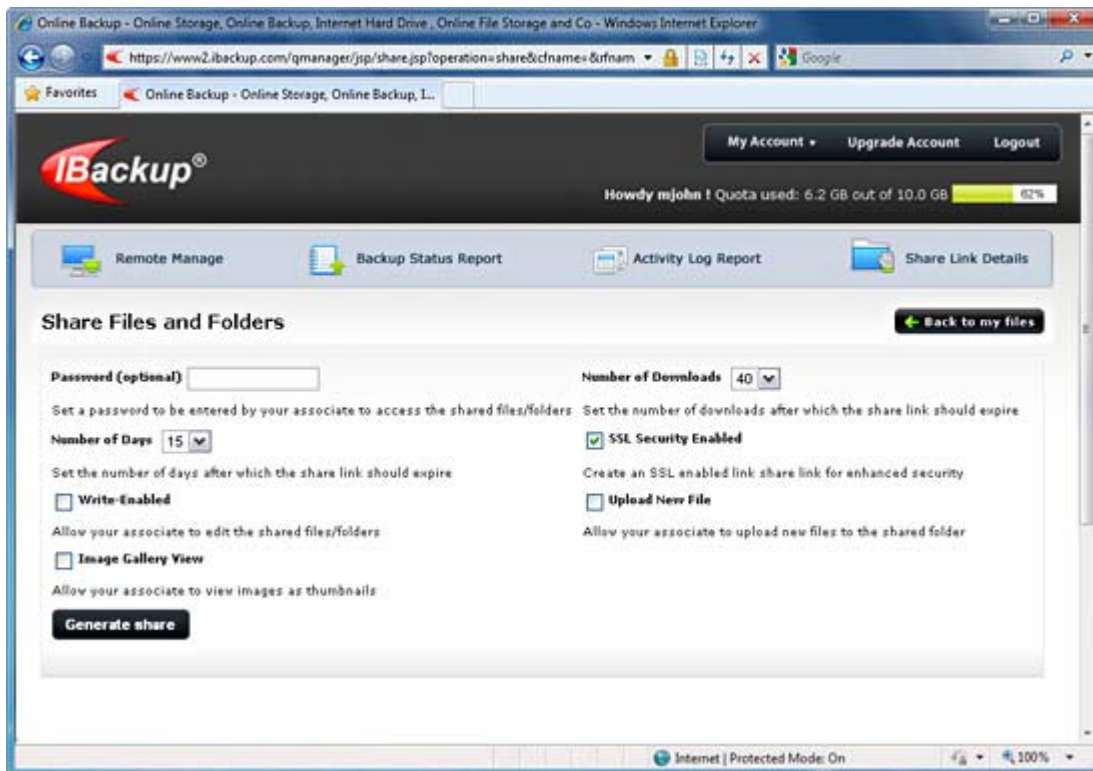 Online Backup - Online Storage, Online Backup, Internet Hard Drive , Online File Storage and Co - Windows Internet Explorer
https://www2.ibackup.com/qmanager/jsp/share.jsp?operation=share&cfname=&rfnam
Google
Favorites
Online Backup - Online Storage, Online Backup, I...
My Account
Upgrade Account
Logout
IBackup®
Howdy mjohn ! Quota used: 6.2 GB out of 10.0 GB 62%
Remote Manage
Backup Status Report
Activity Log Report
Share Link Details
Share Files and Folders
Back to my files
Password (optional)
Number of Downloads 40
Set a password to be entered by your associate to access the shared files/folders
Set the number of downloads after which the share link should expire
Number of Days 15
SSL Security Enabled
Set the number of days after which the share link should expire
Create an SSL enabled link share link for enhanced security
Write-Enabled
Upload New File
Allow your associate to edit the shared files/folders
Allow your associate to upload new files to the shared folder
Image Gallery View
Allow your associate to view images as thumbnails
Generate share
Internet | Protected Mode: On
100%